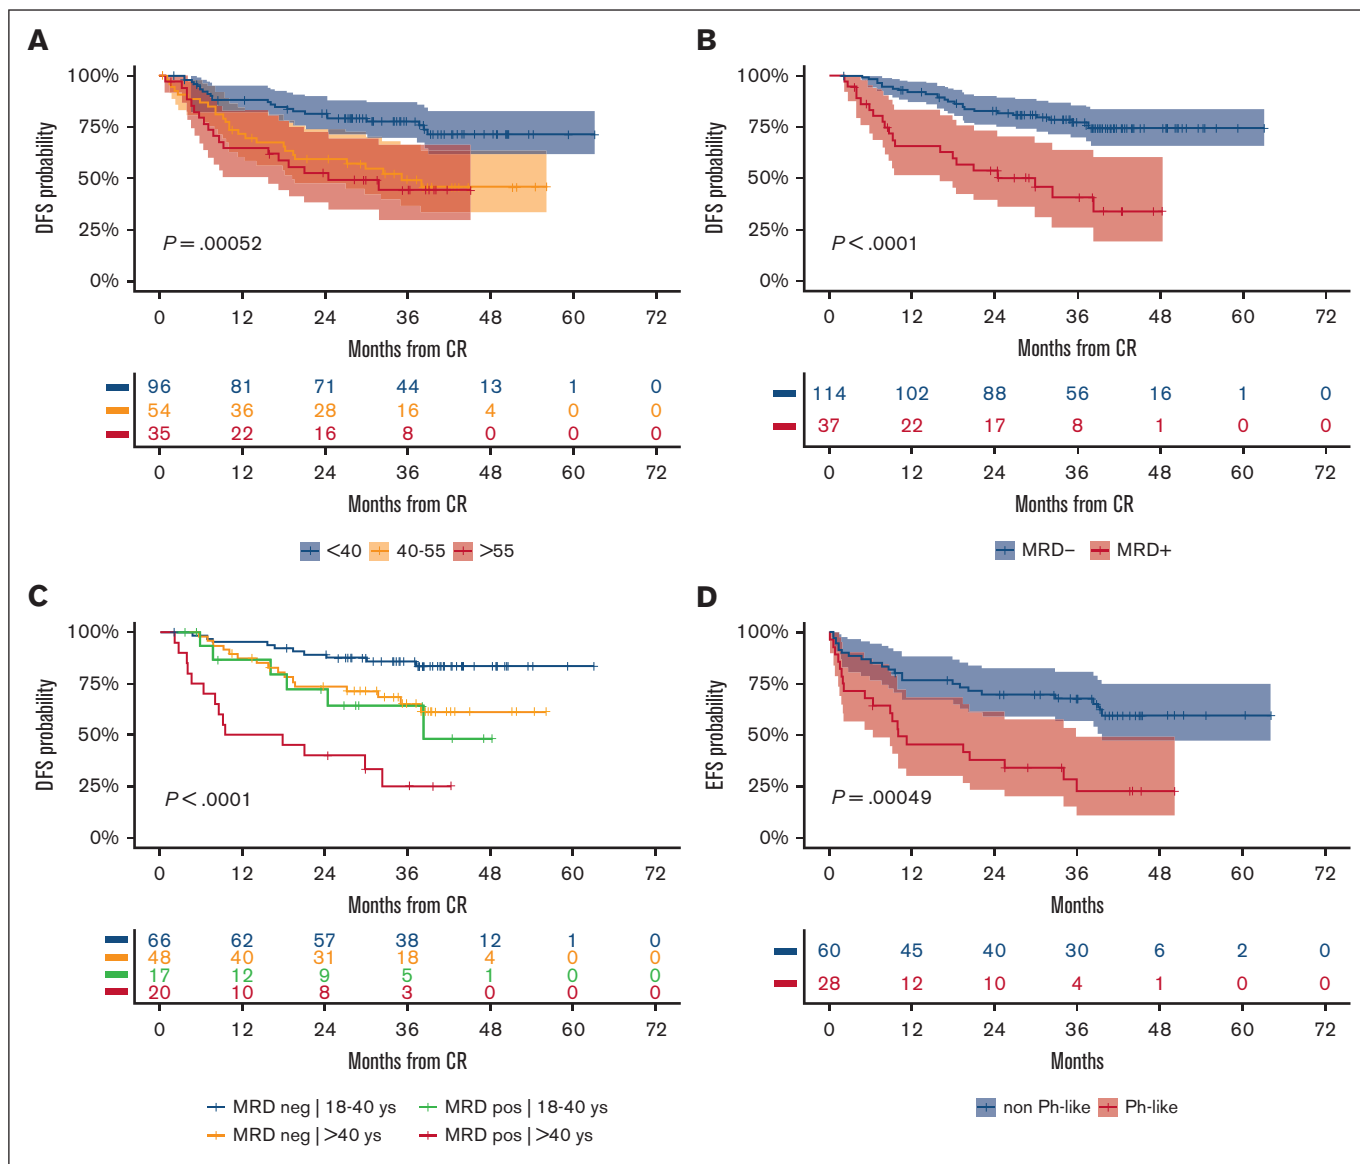 A
100%
75%
50%
25%
0%
DFS probability
P = .00052
0 12 24 36 48 60 72
Months from CR
96 81 71 44 13 1 0
54 36 28 16 4 0 0
35 22 16 8 0 0 0
0 12 24 36 48 60 72
Months from CR
<40 40-55 >55
B
100%
75%
50%
25%
0%
DFS probability
P < .0001
0 12 24 36 48 60 72
Months from CR
114 102 88 56 16 1 0
37 22 17 8 1 0 0
0 12 24 36 48 60 72
Months from CR
MRD− MRD+
C
100%
75%
50%
25%
0%
DFS probability
P < .0001
0 12 24 36 48 60 72
Months from CR
66 62 57 38 12 1 0
48 40 31 18 4 0 0
17 12 9 5 1 0 0
20 10 8 3 0 0 0
0 12 24 36 48 60 72
Months from CR
MRD neg | 18-40 ys MRD pos | 18-40 ys
MRD neg | >40 ys MRD pos | >40 ys
D
100%
75%
50%
25%
0%
EFS probability
P = .00049
0 12 24 36 48 60 72
Months
60 45 40 30 6 2 0
28 12 10 4 1 0 0
0 12 24 36 48 60 72
Months
non Ph-like Ph-like